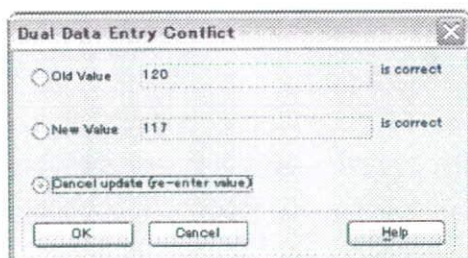 Dual Data Entry Conflict
Old Value 120 is correct
New Value 117 is correct
Cancel update (re-enter value)
OK Cancel Help